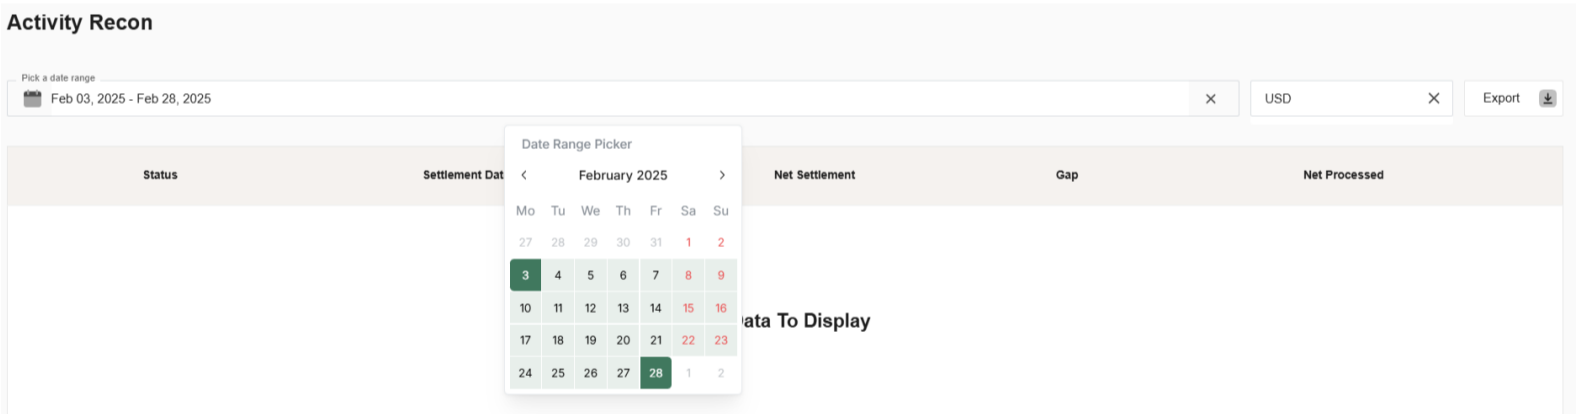 Activity Recon
Pick a date range
Feb 03, 2025 - Feb 28, 2025
USD
Export
Date Range Picker
Status Settlement Dat February 2025 Net Settlement Gap Net Processed
Mo Tu We Th Fr Sa Su
27 28 29 30 31 1 2
3 4 5 6 7 8 9
10 11 12 13 14 15 16
ata To Display
17 18 19 20 21 22 23
24 25 26 27 28 1 2